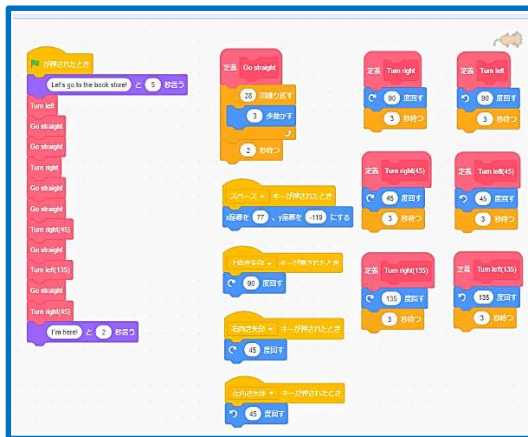 が押されたとき
Let's go to the book store! と 5 秒言う
Turn left
Go straight
Go straight
Turn right
Go straight
Go straight
Turn right(45)
Go straight
Turn left(135)
Go straight
Turn right(45)
I'm here! と 2 秒言う
定義 Go straight
28 回繰り返す
3 歩動かす
2 秒待つ
スペース キーが押されたとき
x座標を 77 、y座標を -119 にする
上向き矢印 キーが押されたとき
90 度回す
右向き矢印 キーが押されたとき
45 度回す
左向き矢印 キーが押されたとき
45 度回す
定義 Turn right
90 度回す
3 秒待つ
定義 Turn left
90 度回す
3 秒待つ
定義 Turn right(45)
45 度回す
3 秒待つ
定義 Turn left(45)
45 度回す
3 秒待つ
定義 Turn right(135)
135 度回す
3 秒待つ
定義 Turn left(135)
135 度回す
3 秒待つ